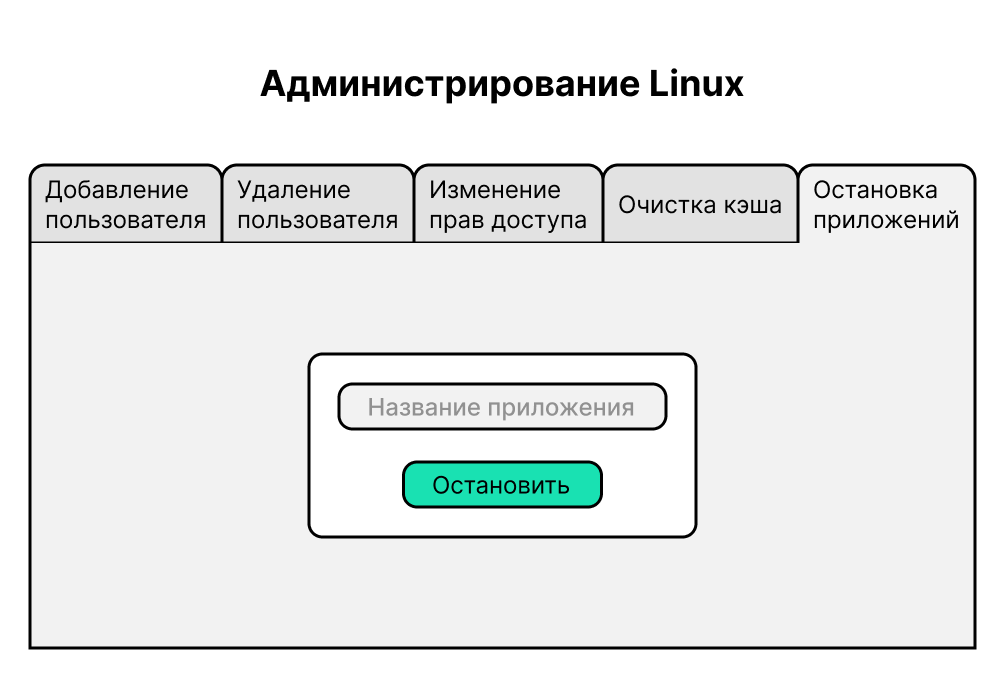 Администрирование Linux
Добавление
пользователя
Удаление
пользователя
Изменение
прав доступа
Очистка кэша
Остановка
приложений
Название приложения
Остановить